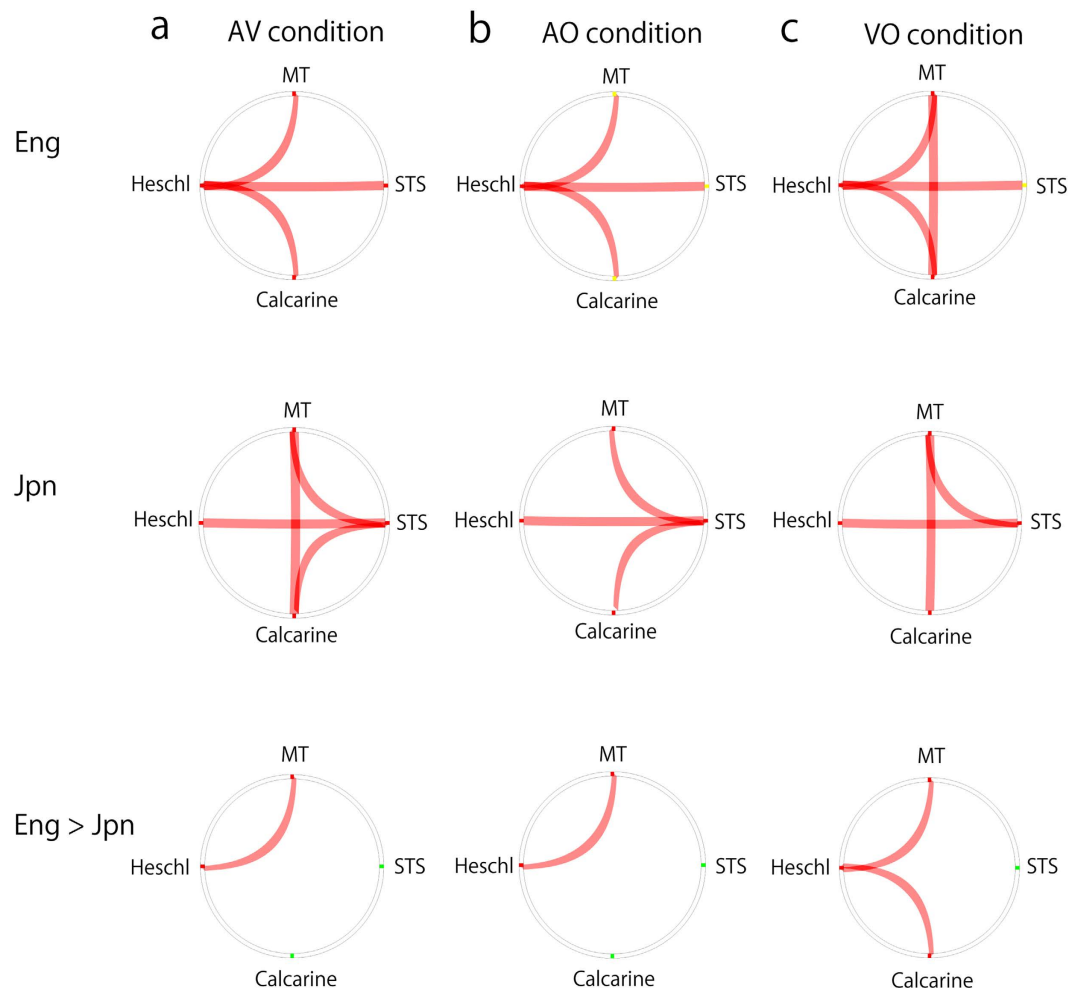 a AV condition b AO condition c VO condition
MT MT MT
Eng
Heschl STS Heschl STS Heschl STS
Calcarine Calcarine Calcarine
MT MT MT
Jpn
Heschl STS Heschl STS Heschl STS
Calcarine Calcarine Calcarine
MT MT MT
Eng > Jpn
Heschl STS Heschl STS Heschl STS
Calcarine Calcarine Calcarine